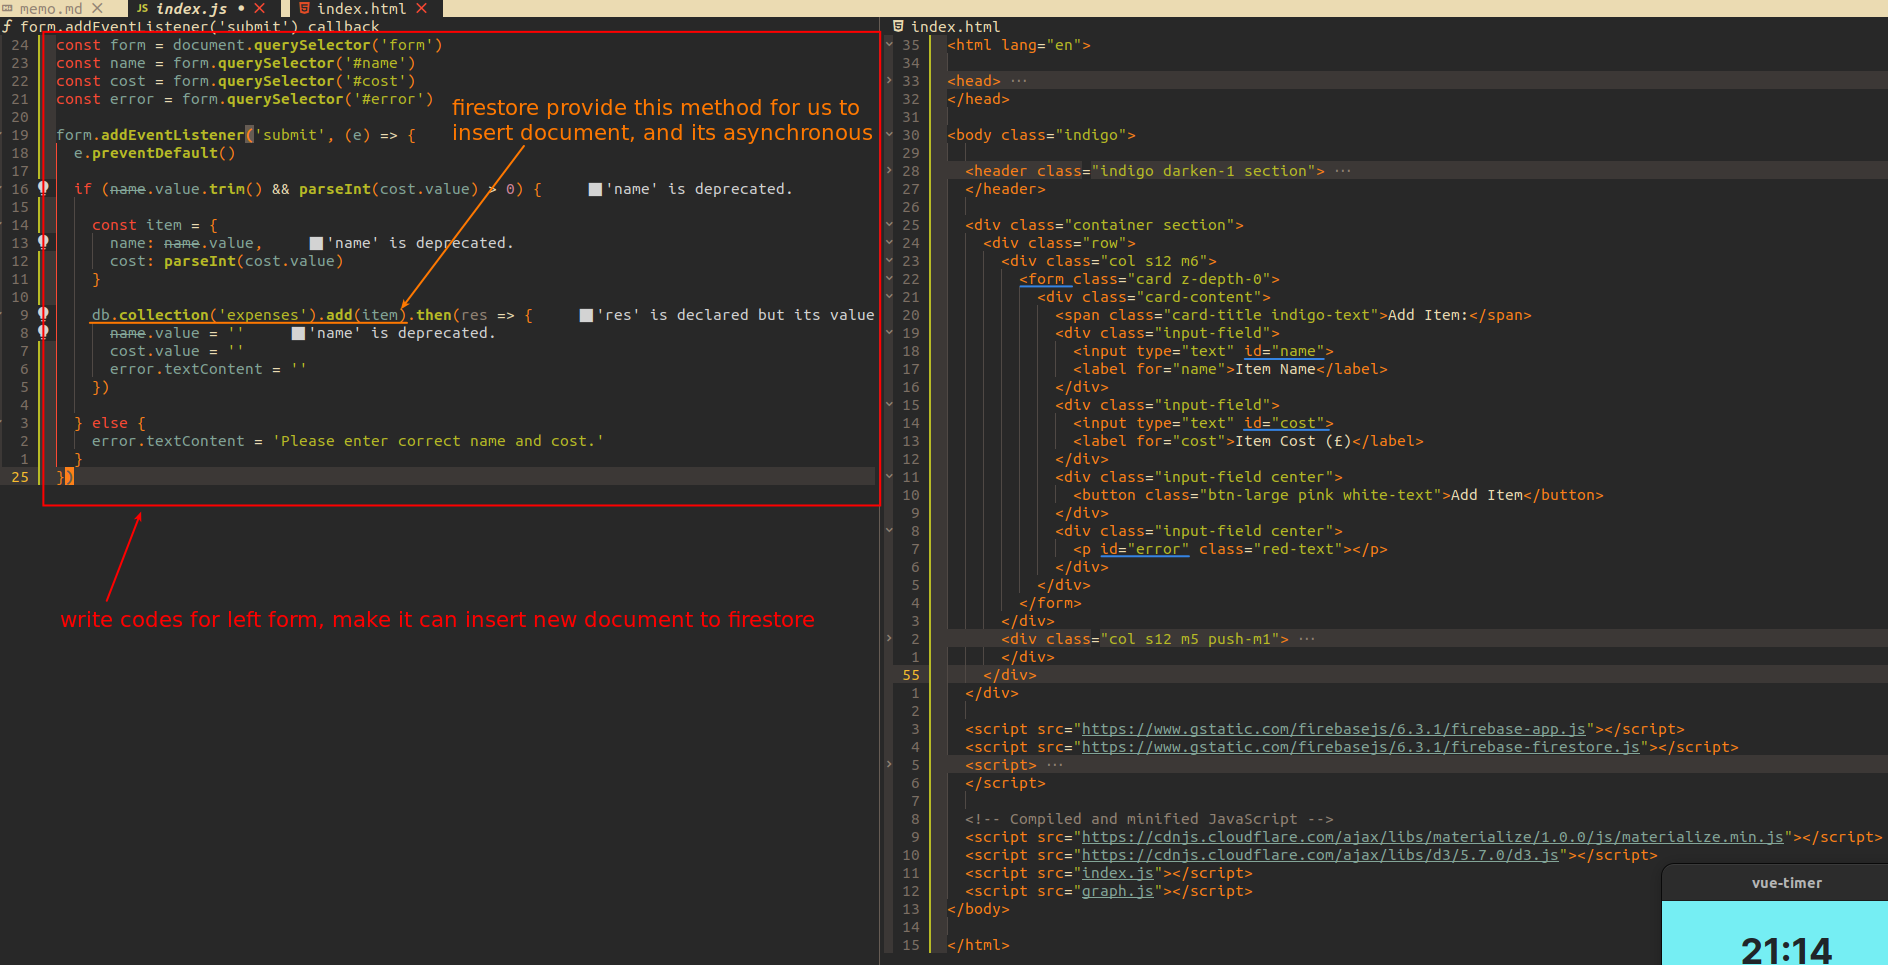 memo.md
JS index.js
index.html
form.addEventListener('submit') callback
24 const form = document.querySelector('form')
23 const name = form.querySelector('#name')
22 const cost = form.querySelector('#cost')
21 const error = form.querySelector('#error')
20
19 form.addEventListener('submit', (e) => {
18 e.preventDefault()
17
16 if (name.value.trim() && parseInt(cost.value) > 0) { 'name' is deprecated.
15
14 const item = {
13 name: name.value, 'name' is deprecated.
12 cost: parseInt(cost.value)
11 }
10
9 db.collection('expenses').add(item).then(res => { 'res' is declared but its value
8 name.value = '' 'name' is deprecated.
7 cost.value = ''
6 error.textContent = ''
5 })
4
3 } else {
2 error.textContent = 'Please enter correct name and cost.'
1 }
25 })
firestore provide this method for us to
insert document, and its asynchronous
write codes for left form, make it can insert new document to firestore
index.html
35 <html lang="en">
34
33 <head> ···
32 </head>
31
30 <body class="indigo">
29
28 <header class="indigo darken-1 section"> ···
27 </header>
26
25 <div class="container section">
24 <div class="row">
23 <div class="col s12 m6">
22 <form class="card z-depth-0">
21 <div class="card-content">
20 <span class="card-title indigo-text">Add Item:</span>
19 <div class="input-field">
18 <input type="text" id="name">
17 <label for="name">Item Name</label>
16 </div>
15 <div class="input-field">
14 <input type="text" id="cost">
13 <label for="cost">Item Cost (£)</label>
12 </div>
11 <div class="input-field center">
10 <button class="btn-large pink white-text">Add Item</button>
9 </div>
8 <div class="input-field center">
7 <p id="error" class="red-text"></p>
6 </div>
5 </div>
4 </form>
3 </div>
2 <div class="col s12 m5 push-m1"> ···
1 </div>
55 </div>
1 </div>
2
3 <script src="https://www.gstatic.com/firebasejs/6.3.1/firebase-app.js"></script>
4 <script src="https://www.gstatic.com/firebasejs/6.3.1/firebase-firestore.js"></script>
5 <script> ···
6 </script>
7
8 <!-- Compiled and minified JavaScript -->
9 <script src="https://cdnjs.cloudflare.com/ajax/libs/materialize/1.0.0/js/materialize.min.js"></script>
10 <script src="https://cdnjs.cloudflare.com/ajax/libs/d3/5.7.0/d3.js"></script>
11 <script src="index.js"></script>
12 <script src="graph.js"></script>
13 </body>
14
15 </html>
vue-timer
21:14